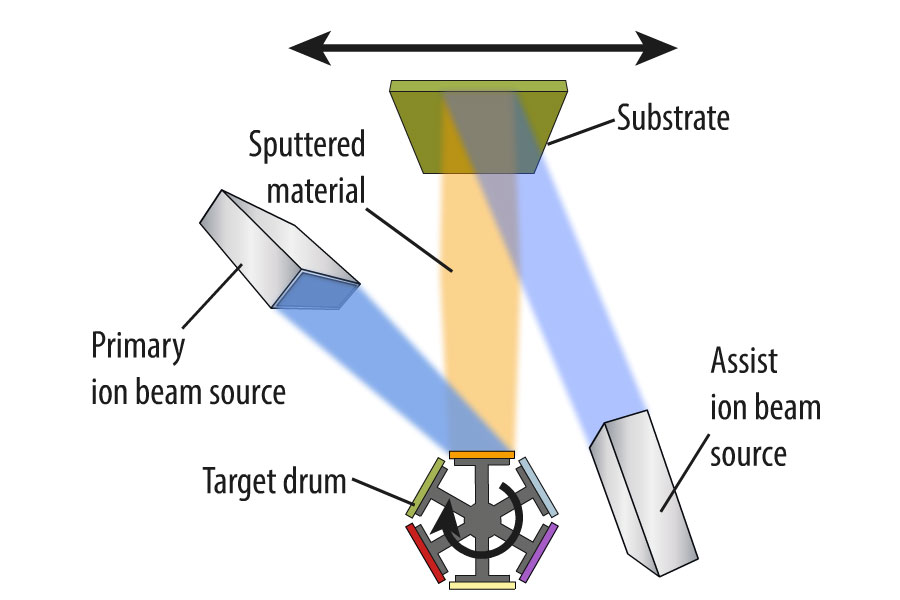 Substrate
Sputtered
material
Primary
ion beam source
Assist
ion beam
source
Target drum